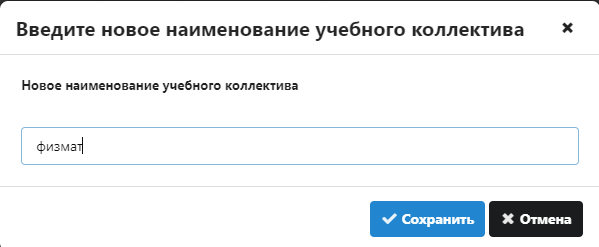 Введите новое наименование учебного коллектива
Новое наименование учебного коллектива
физмат
Сохранить
Отмена